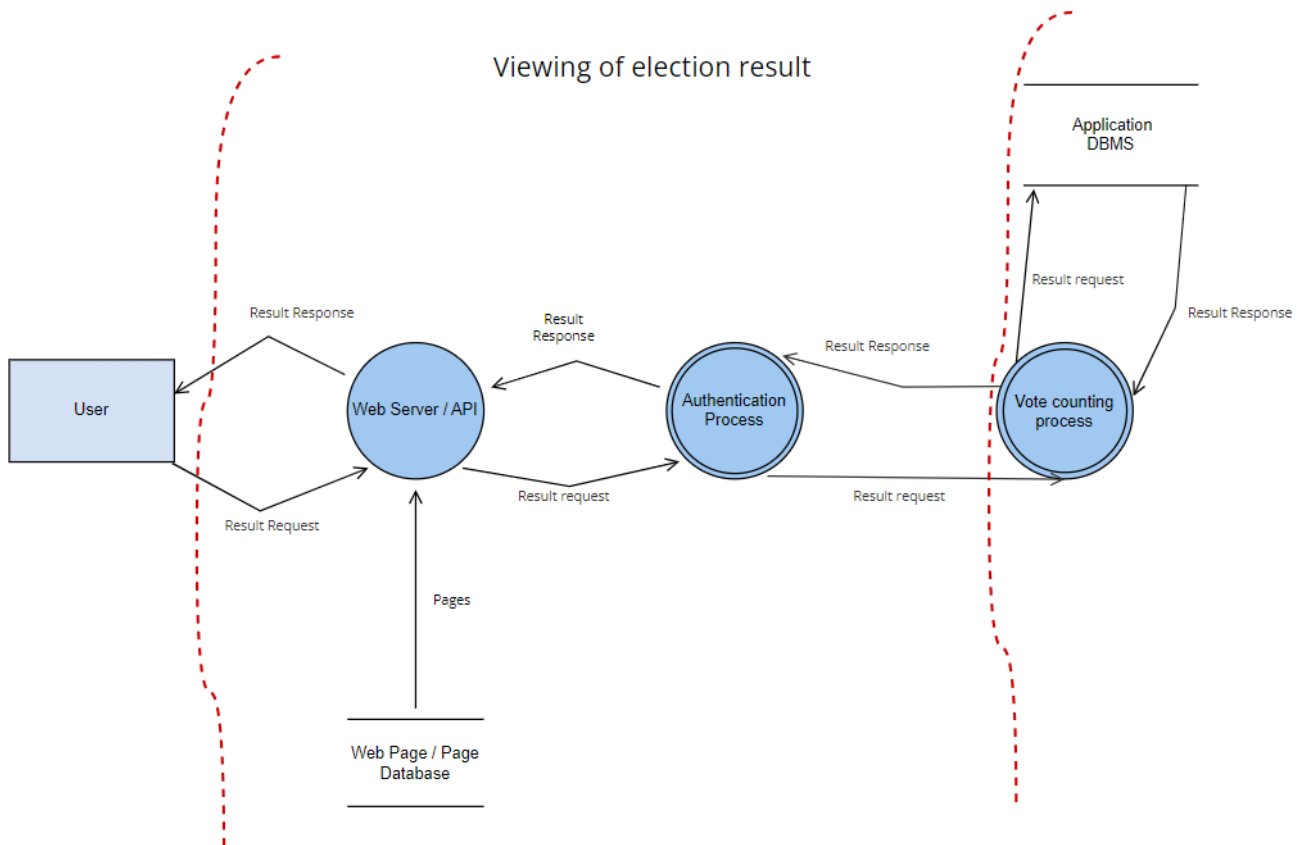 Viewing of election result
Application
DBMS
Result request
Result Response
Result Response
Result
Response
Result Response
User
Web Server / API
Authentication
Process
Vote counting
process
Result Request
Result request
Result request
Pages
Web Page / Page
Database